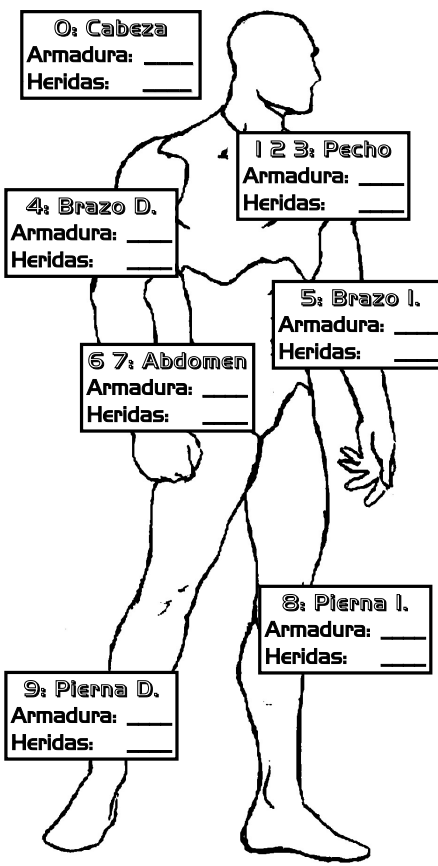 0: Cabeza
Armadura: ____
Heridas: ____
1 2 3: Pecho
Armadura: ____
Heridas: ____
4: Brazo D.
Armadura: ____
Heridas: ____
5: Brazo I.
Armadura: ____
Heridas: ____
6 7: Abdomen
Armadura: ____
Heridas: ____
8: Pierna I.
Armadura: ____
Heridas: ____
9: Pierna D.
Armadura: ____
Heridas: ____